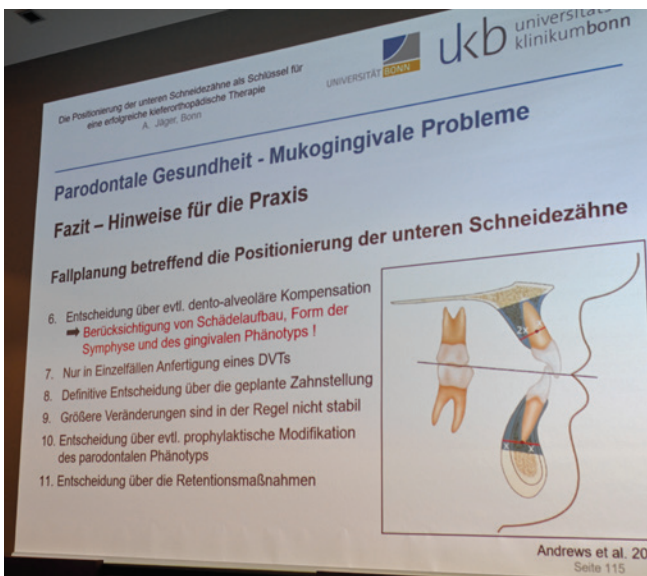 Die Positionierung der unteren Schneidezähne als Schlüssel für
eine erfolgreiche kieferorthopädische Therapie
A. Jäger, Bonn
UNIVERSITÄT BONN
ukb universitäts
klinikumbonn
Parodontale Gesundheit - Mukogingivale Probleme
Fazit – Hinweise für die Praxis
Fallplanung betreffend die Positionierung der unteren Schneidezähne
6. Entscheidung über evtl. dento-alveoläre Kompensation
➡ Berücksichtigung von Schädelaufbau, Form der
Symphyse und des gingivalen Phänotyps !
7. Nur in Einzelfällen Anfertigung eines DVTs
8. Definitive Entscheidung über die geplante Zahnstellung
9. Größere Veränderungen sind in der Regel nicht stabil
10. Entscheidung über evtl. prophylaktische Modifikation
des parodontalen Phänotyps
11. Entscheidung über die Retentionsmaßnahmen
2x
x x
Andrews et al. 20
Seite 115